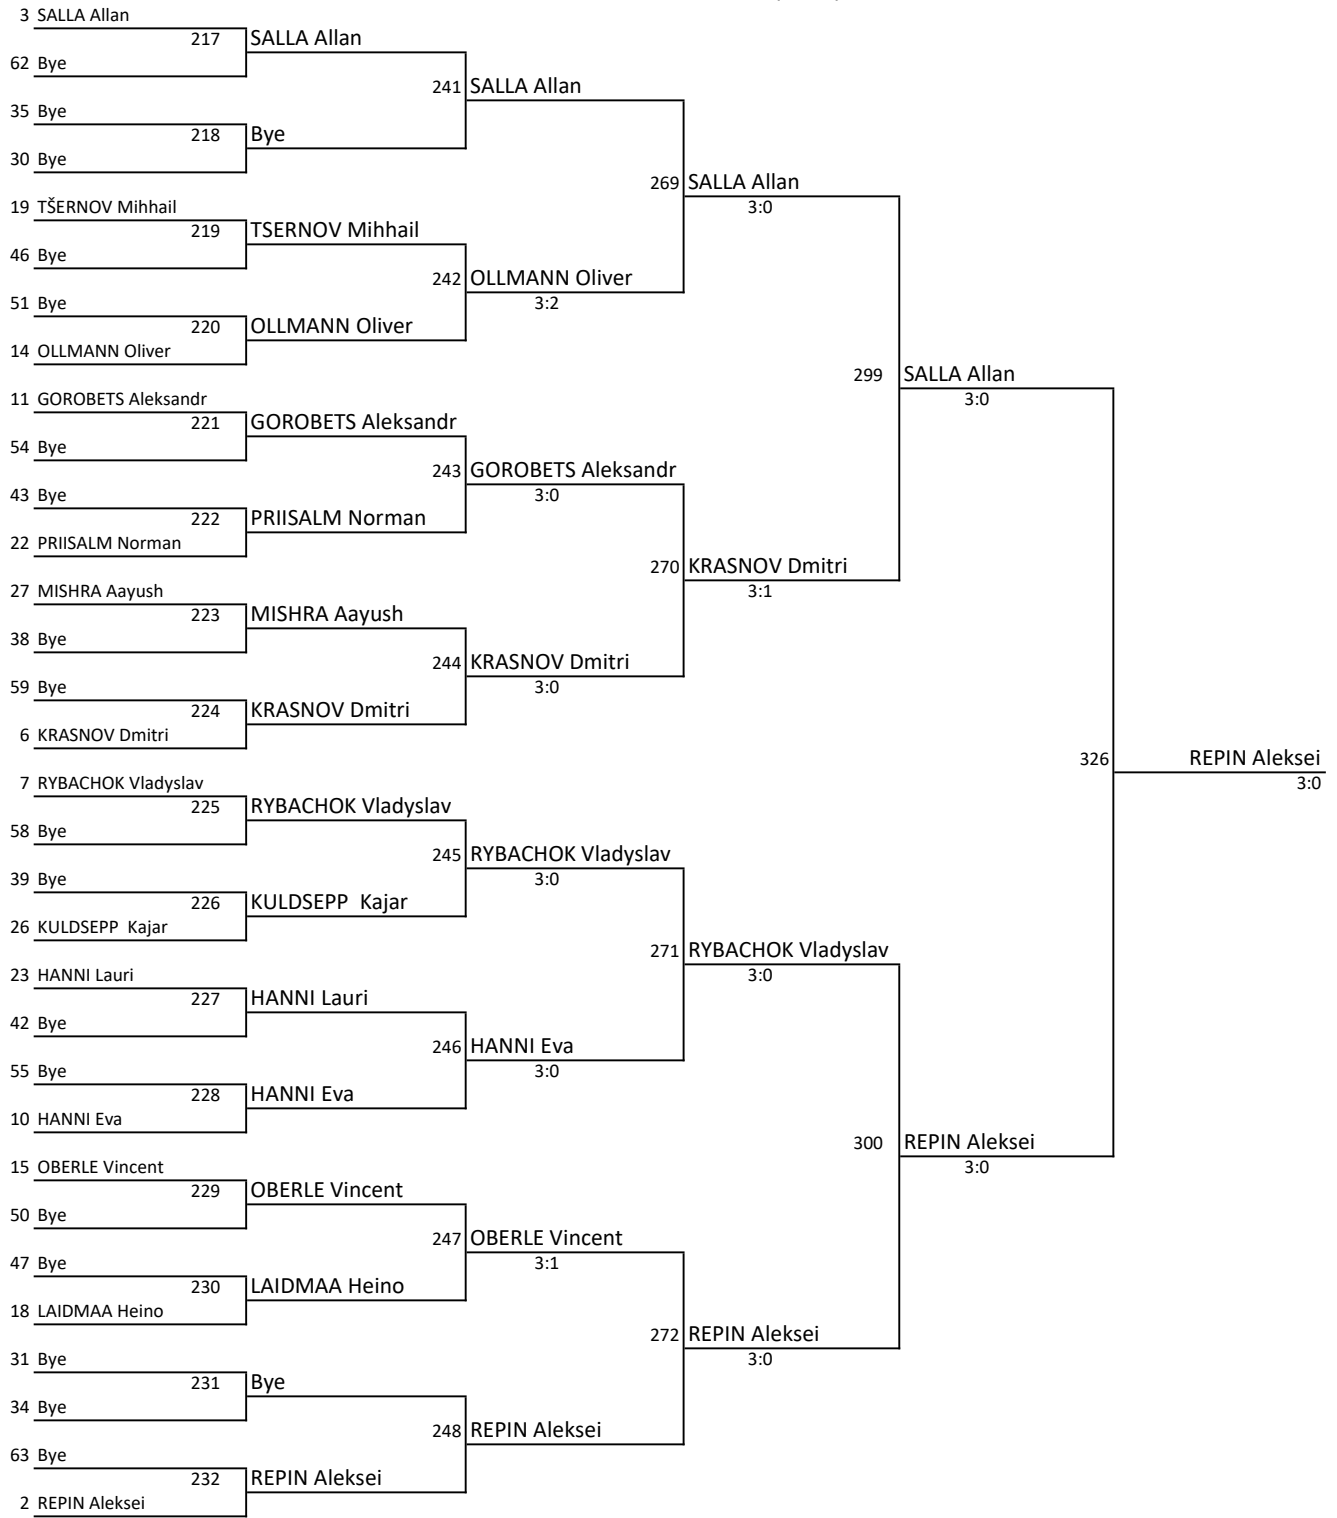 3 SALLA Allan
217 SALLA Allan
62 Bye
241 SALLA Allan
35 Bye
218 Bye
30 Bye
269 SALLA Allan
3:0
19 TŠERNOV Mihhail
219 TSERNOV Mihhail
46 Bye
242 OLLMANN Oliver
3:2
51 Bye
220 OLLMANN Oliver
14 OLLMANN Oliver
299 SALLA Allan
3:0
11 GOROBETS Aleksandr
221 GOROBETS Aleksandr
54 Bye
243 GOROBETS Aleksandr
3:0
43 Bye
222 PRIISALM Norman
22 PRIISALM Norman
270 KRASNOV Dmitri
3:1
27 MISHRA Aayush
223 MISHRA Aayush
38 Bye
244 KRASNOV Dmitri
3:0
59 Bye
224 KRASNOV Dmitri
6 KRASNOV Dmitri
326 REPIN Aleksei
3:0
7 RYBACHOK Vladyslav
225 RYBACHOK Vladyslav
58 Bye
245 RYBACHOK Vladyslav
3:0
39 Bye
226 KULDSEPP  Kajar
26 KULDSEPP  Kajar
271 RYBACHOK Vladyslav
3:0
23 HANNI Lauri
227 HANNI Lauri
42 Bye
246 HANNI Eva
3:0
55 Bye
228 HANNI Eva
10 HANNI Eva
300 REPIN Aleksei
3:0
15 OBERLE Vincent
229 OBERLE Vincent
50 Bye
247 OBERLE Vincent
3:1
47 Bye
230 LAIDMAA Heino
18 LAIDMAA Heino
272 REPIN Aleksei
3:0
31 Bye
231 Bye
34 Bye
248 REPIN Aleksei
63 Bye
232 REPIN Aleksei
2 REPIN Aleksei